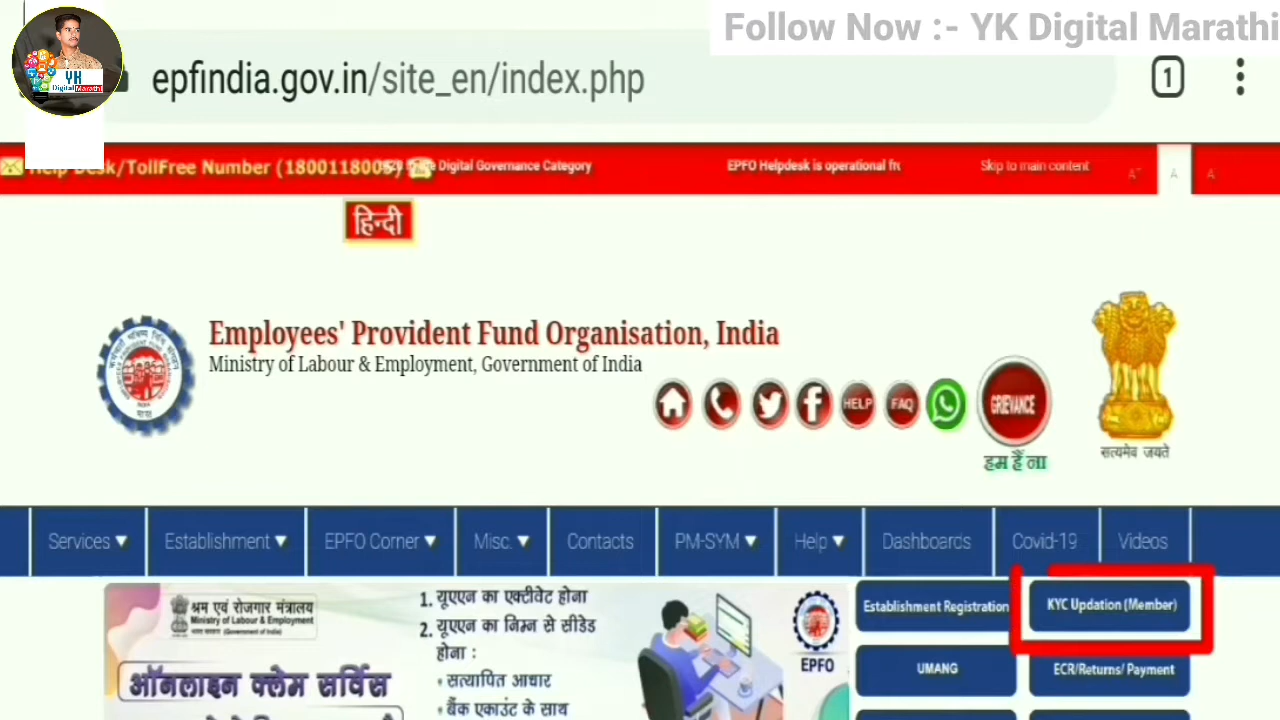 Follow Now :- YK Digital Marathi
YK
Digital Marathi
epfindia.gov.in/site_en/index.php
1
Desk/TollFree Number (1800118005)
Digital Governance Category
EPFO Helpdesk is operational
Skip to main content
A
A
A
हिन्दी
Employees' Provident Fund Organisation, India
Ministry of Labour & Employment, Government of India
HELP
FAQ
GRIEVANCE
हम हैं ना
सत्यमेव जयते
Services
Establishment
EPFO Corner
Misc.
Contacts
PM-SYM
Help
Dashboards
Covid-19
Videos
श्रम एवं रोजगार मंत्रालय
Ministry of Labour & Employment
ऑनलाइन क्लेम सर्विस
1. यूएएन का एक्टीवेट होना
2. यूएएन का निम्न से सीडेड
होना :
• सत्यापित आधार
• बैंक एकाउंट के साथ
EPFO
Establishment Registration
KYC Updation (Member)
UMANG
ECR/Returns/ Payment